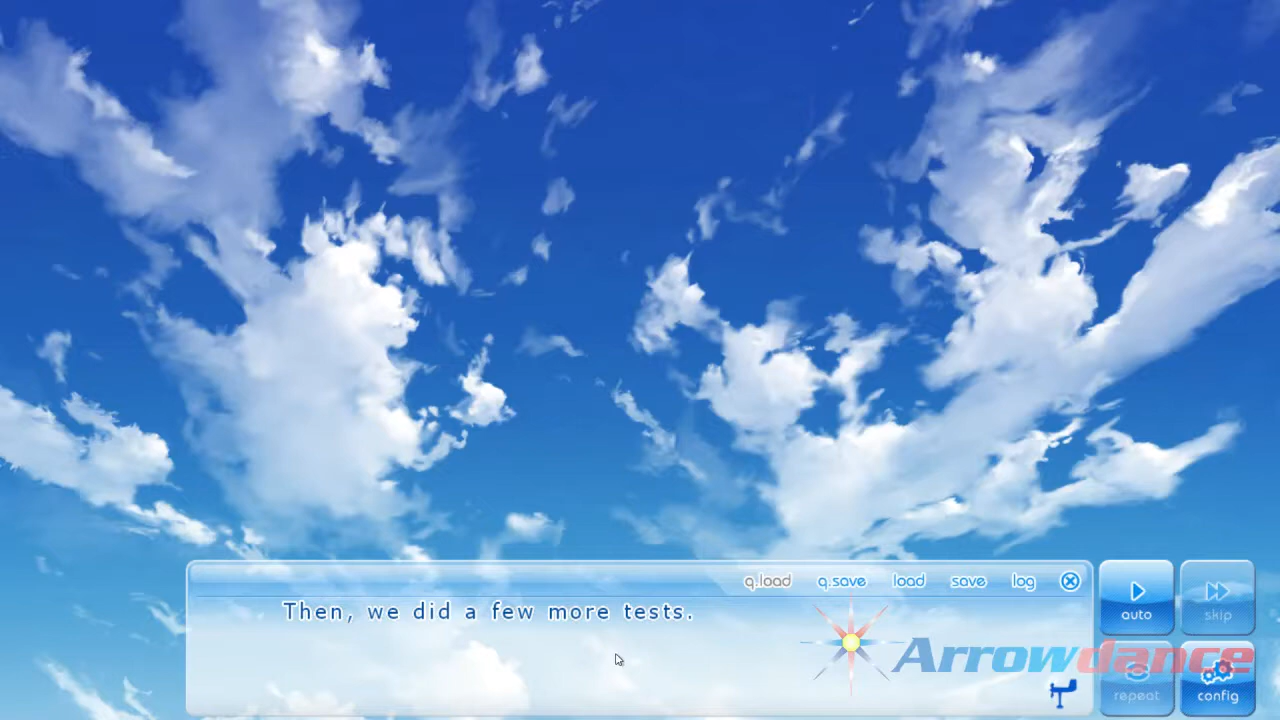 q.load q.save load save log
Then, we did a few more tests.
auto
skip
Arrowdance
repeat
config